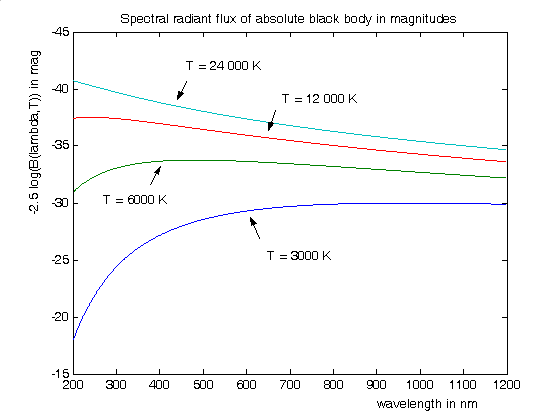 Spectral radiant flux of absolute black body in magnitudes
-2.5 log(B(lambda,T)) in mag
-45
-40
-35
-30
-25
-20
-15
T = 24 000 K
T = 12 000 K
T = 6000 K
T = 3000 K
200 300 400 500 600 700 800 900 1000 1100 1200
wavelength in nm